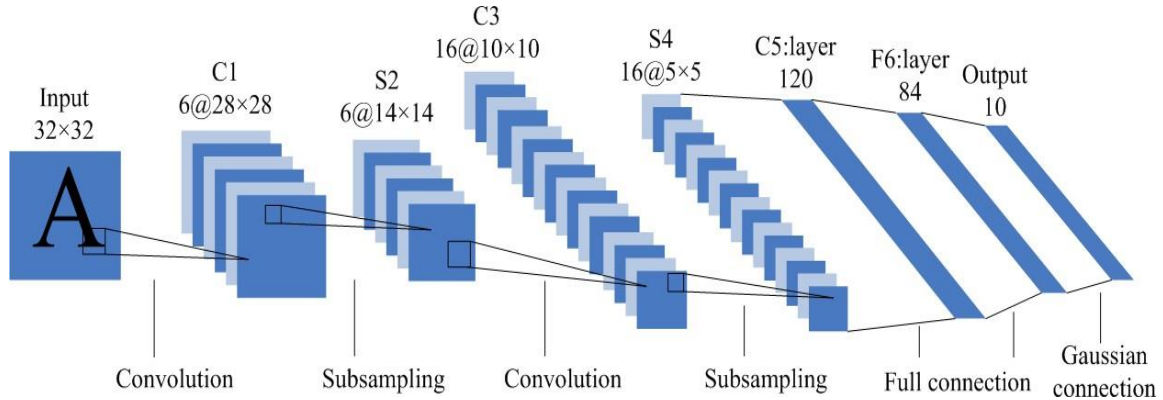 Input
32×32
A
C1
6@28×28
S2
6@14×14
C3
16@10×10
S4
16@5×5
C5:layer
120
F6:layer
84
Output
10
Convolution
Subsampling
Convolution
Subsampling
Full connection
Gaussian
connection